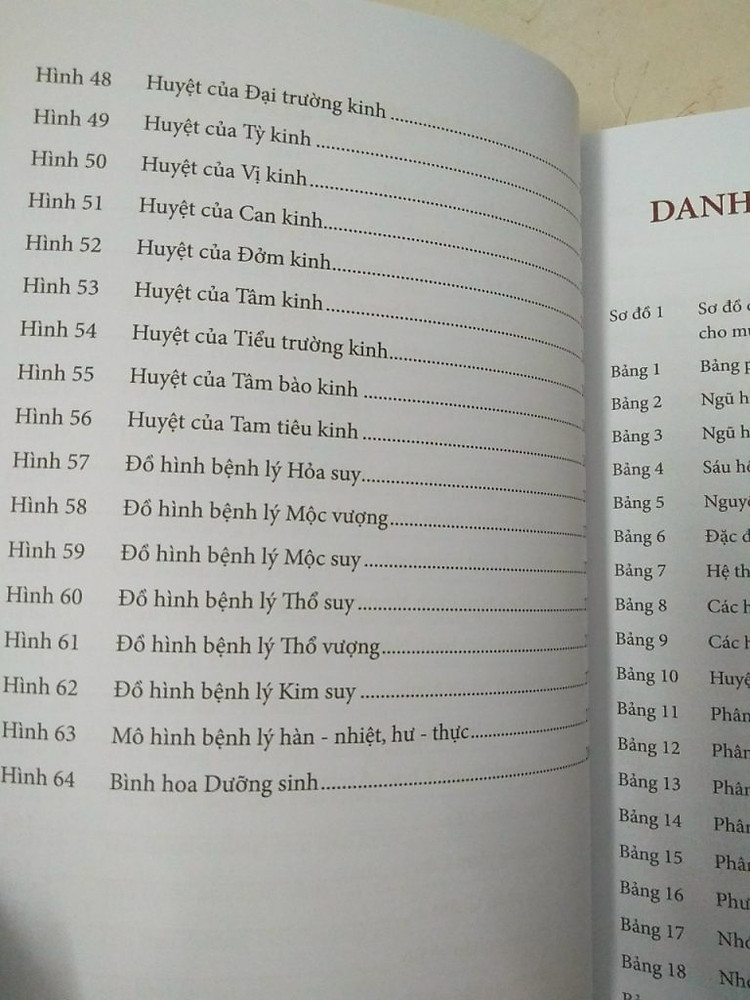 Hình 48 Huyệt của Đại trường kinh
Hình 49 Huyệt của Tỳ kinh
Hình 50 Huyệt của Vị kinh
Hình 51 Huyệt của Can kinh
Hình 52 Huyệt của Đởm kinh
Hình 53 Huyệt của Tâm kinh
Hình 54 Huyệt của Tiểu trường kinh
Hình 55 Huyệt của Tâm bào kinh
Hình 56 Huyệt của Tam tiêu kinh
Hình 57 Đồ hình bệnh lý Hỏa suy
Hình 58 Đồ hình bệnh lý Mộc vượng
Hình 59 Đồ hình bệnh lý Mộc suy
Hình 60 Đồ hình bệnh lý Thổ suy
Hình 61 Đồ hình bệnh lý Thổ vượng
Hình 62 Đồ hình bệnh lý Kim suy
Hình 63 Mô hình bệnh lý hàn - nhiệt, hư - thực
Hình 64 Bình hoa Dưỡng sinh
DANH
Sơ đồ 1 Sơ đồ
cho
Bảng 1 Bảng
Bảng 2 Ngũ
Bảng 3 Ngũ
Bảng 4 Sáu
Bảng 5
Bảng 6 Đặc
Bảng 7 Hệ
Bảng 8 Các
Bảng 9 Các
Bảng 10
Bảng 11 Phân
Bảng 12
Bảng 13
Bảng 14
Bảng 15
Bảng 16
Bảng 17
Bảng 18